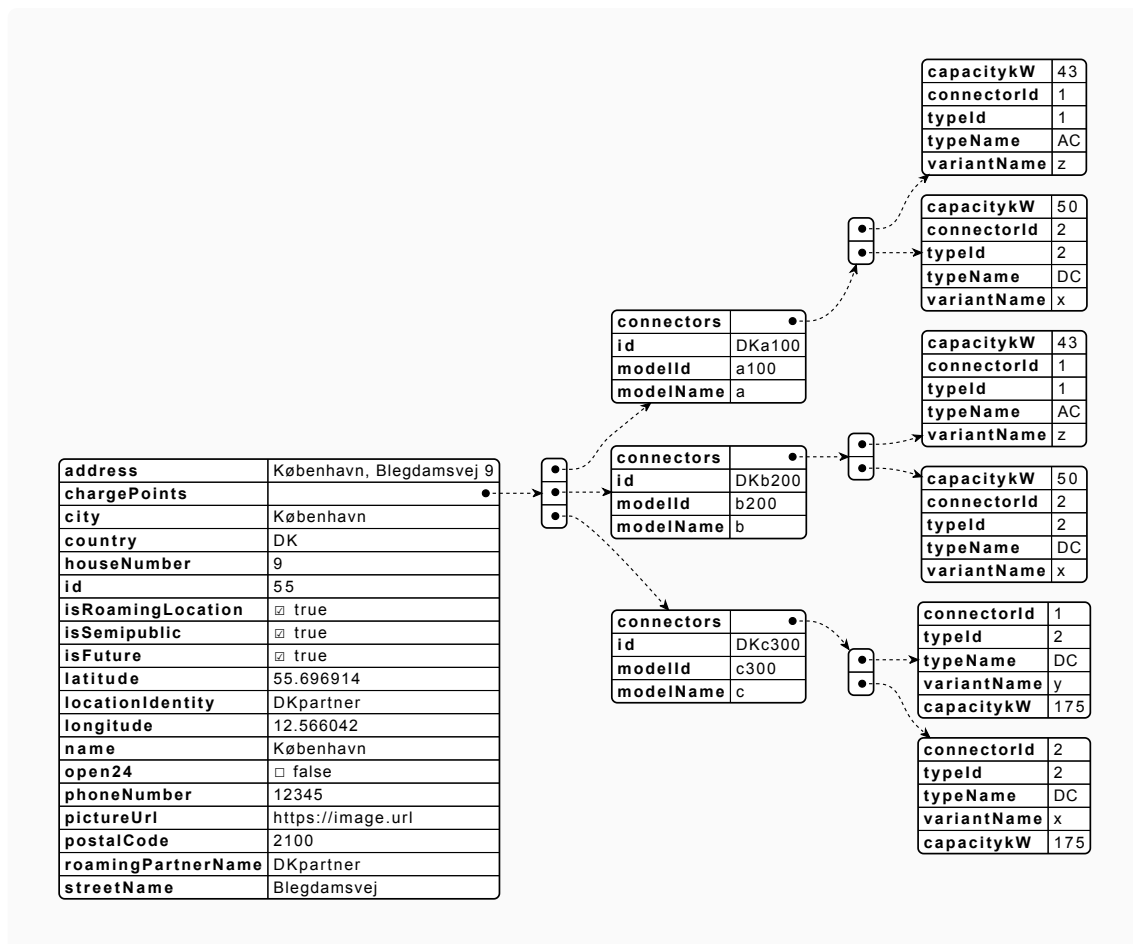 address København, Blegdamsvej 9
chargePoints
city København
country DK
houseNumber 9
id 55
isRoamingLocation ☑ true
isSemipublic ☑ true
isFuture ☑ true
latitude 55.696914
locationIdentity DKpartner
longitude 12.566042
name København
open24 ☐ false
phoneNumber 12345
pictureUrl https://image.url
postalCode 2100
roamingPartnerName DKpartner
streetName Blegdamsvej
connectors
id DKa100
modelId a100
modelName a
capacitykW 43
connectorId 1
typeId 1
typeName AC
variantName z
capacitykW 50
connectorId 2
typeId 2
typeName DC
variantName x
connectors
id DKb200
modelId b200
modelName b
capacitykW 43
connectorId 1
typeId 1
typeName AC
variantName z
capacitykW 50
connectorId 2
typeId 2
typeName DC
variantName x
connectors
id DKc300
modelId c300
modelName c
connectorId 1
typeId 2
typeName DC
variantName y
capacitykW 175
connectorId 2
typeId 2
typeName DC
variantName x
capacitykW 175